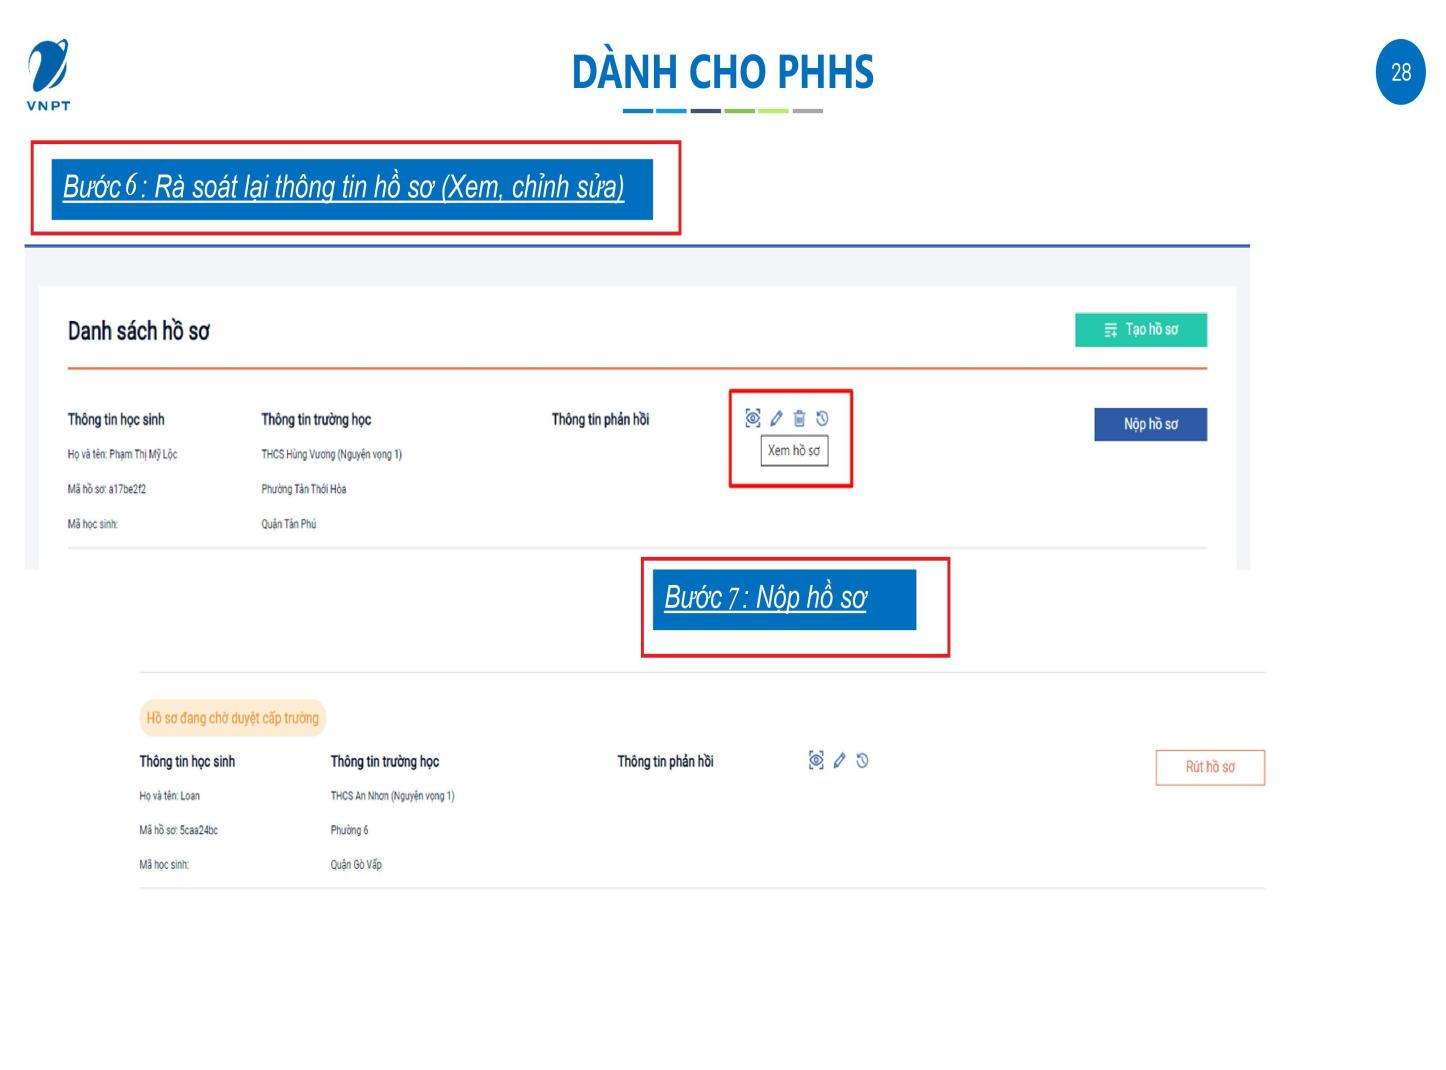 VNPT
DÀNH CHO PHHS
28
Bước 6 : Rà soát lại thông tin hồ sơ (Xem, chỉnh sửa)
Danh sách hồ sơ
Tạo hồ sơ
Thông tin học sinh
Thông tin trường học
Thông tin phản hồi
Nộp hồ sơ
Xem hồ sơ
Họ và tên: Phạm Thị Mỹ Lộc
THCS Hùng Vương (Nguyện vọng 1)
Mã hồ sơ: a17be2f2
Phường Tân Thới Hòa
Mã học sinh:
Quận Tân Phú
Bước 7 : Nộp hồ sơ
Hồ sơ đang chờ duyệt cấp trường
Thông tin học sinh
Thông tin trường học
Thông tin phản hồi
Rút hồ sơ
Họ và tên: Loan
THCS An Nhơn (Nguyện vọng 1)
Mã hồ sơ: 5caa24bc
Phường 6
Mã học sinh:
Quận Gò Vấp